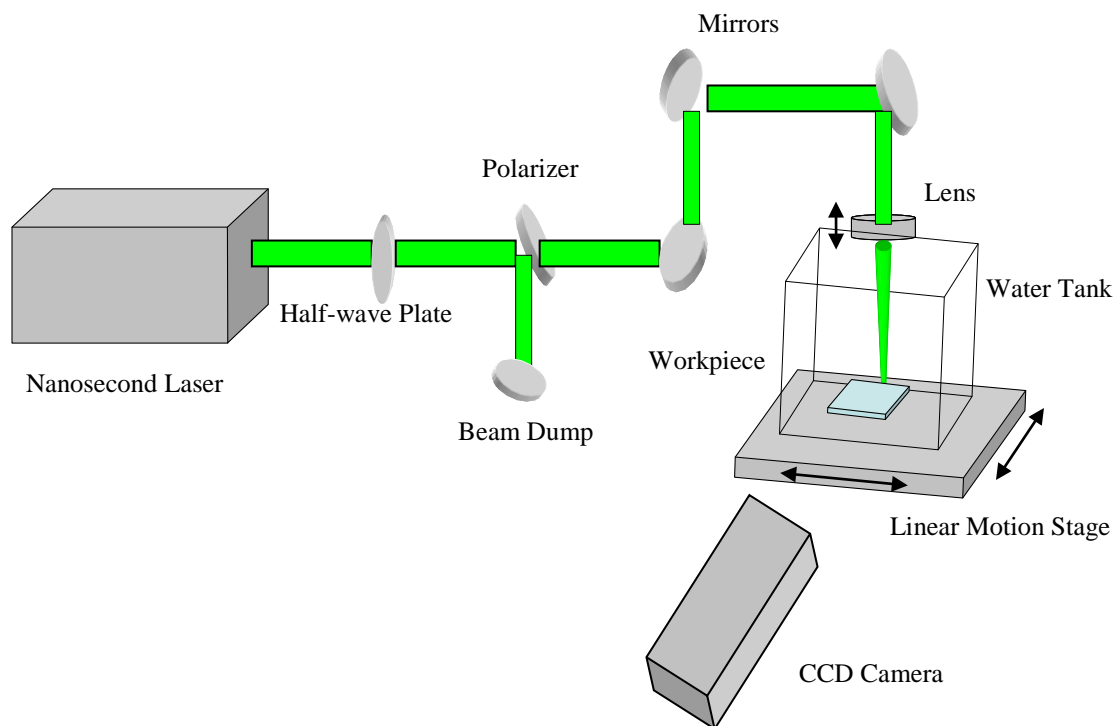 Mirrors
Polarizer
Lens
Half-wave Plate
Water Tank
Workpiece
Nanosecond Laser
Beam Dump
Linear Motion Stage
CCD Camera